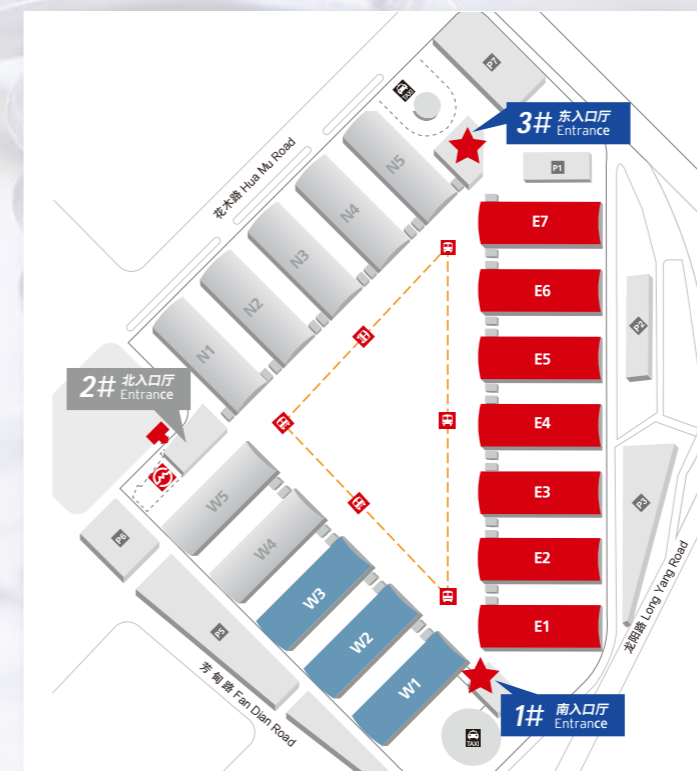 P7
TAXI
3# 东入口厅
Entrance
P1
花木路 Hua Mu Road
N5
N4
N3
N2
N1
E7
E6
E5
E4
E3
E2
E1
P2
P3
2# 北入口厅
Entrance
W5
W4
W3
W2
W1
P6
P5
芳甸路 Fan Dian Road
龙阳路 Long Yang Road
1# 南入口厅
Entrance
TAXI